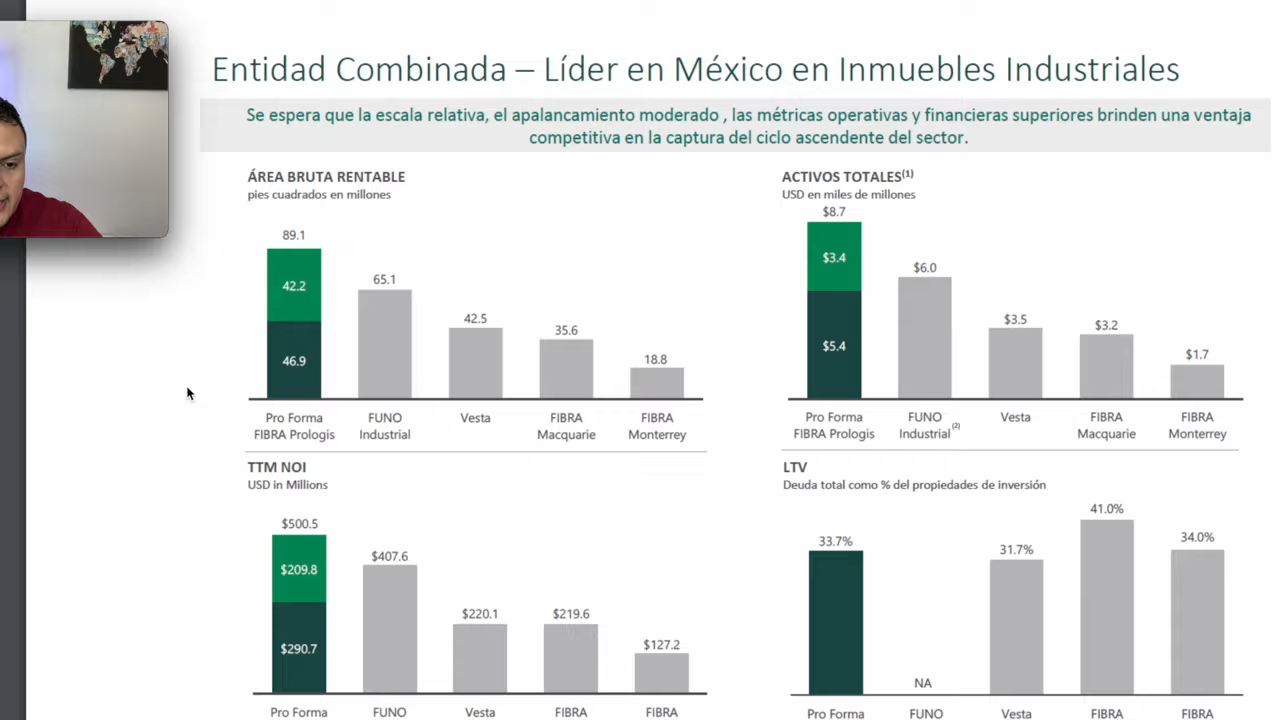 Entidad Combinada – Líder en México en Inmuebles Industriales
Se espera que la escala relativa, el apalancamiento moderado , las métricas operativas y financieras superiores brinden una ventaja
competitiva en la captura del ciclo ascendente del sector.
ÁREA BRUTA RENTABLE
pies cuadrados en millones
89.1
42.2
46.9
65.1
42.5
35.6
18.8
Pro Forma
FIBRA Prologis
FUNO
Industrial
Vesta
FIBRA
Macquarie
FIBRA
Monterrey
ACTIVOS TOTALES(1)
USD en miles de millones
$8.7
$3.4
$5.4
$6.0
$3.5
$3.2
$1.7
Pro Forma
FIBRA Prologis
FUNO
Industrial(2)
Vesta
FIBRA
Macquarie
FIBRA
Monterrey
TTM NOI
USD in Millions
$500.5
$209.8
$290.7
$407.6
$220.1
$219.6
$127.2
Pro Forma
FUNO
Vesta
FIBRA
FIBRA
LTV
Deuda total como % del propiedades de inversión
33.7%
NA
31.7%
41.0%
34.0%
Pro Forma
FUNO
Vesta
FIBRA
FIBRA